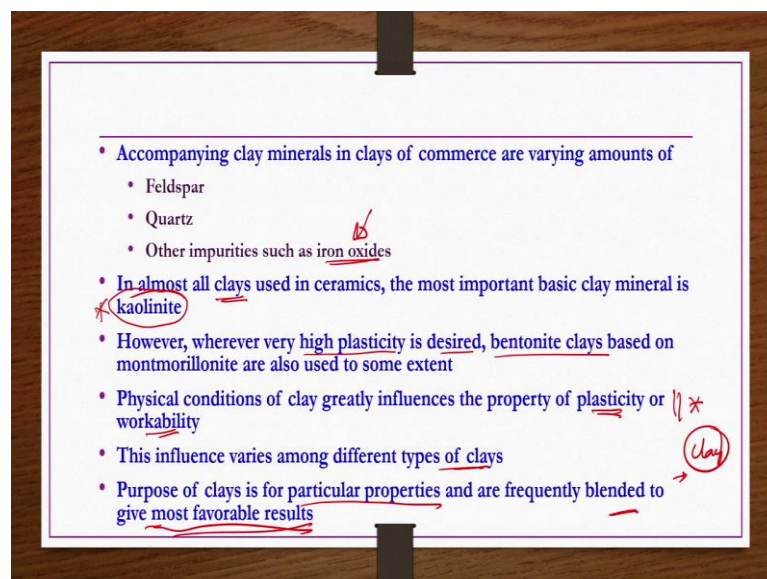 • Accompanying clay minerals in clays of commerce are varying amounts of
• Feldspar
• Quartz
• Other impurities such as iron oxides
• In almost all clays used in ceramics, the most important basic clay mineral is
kaolinite
• However, wherever very high plasticity is desired, bentonite clays based on
montmorillonite are also used to some extent
• Physical conditions of clay greatly influences the property of plasticity or
workability
• This influence varies among different types of clays
clay
• Purpose of clays is for particular properties and are frequently blended to
give most favorable results